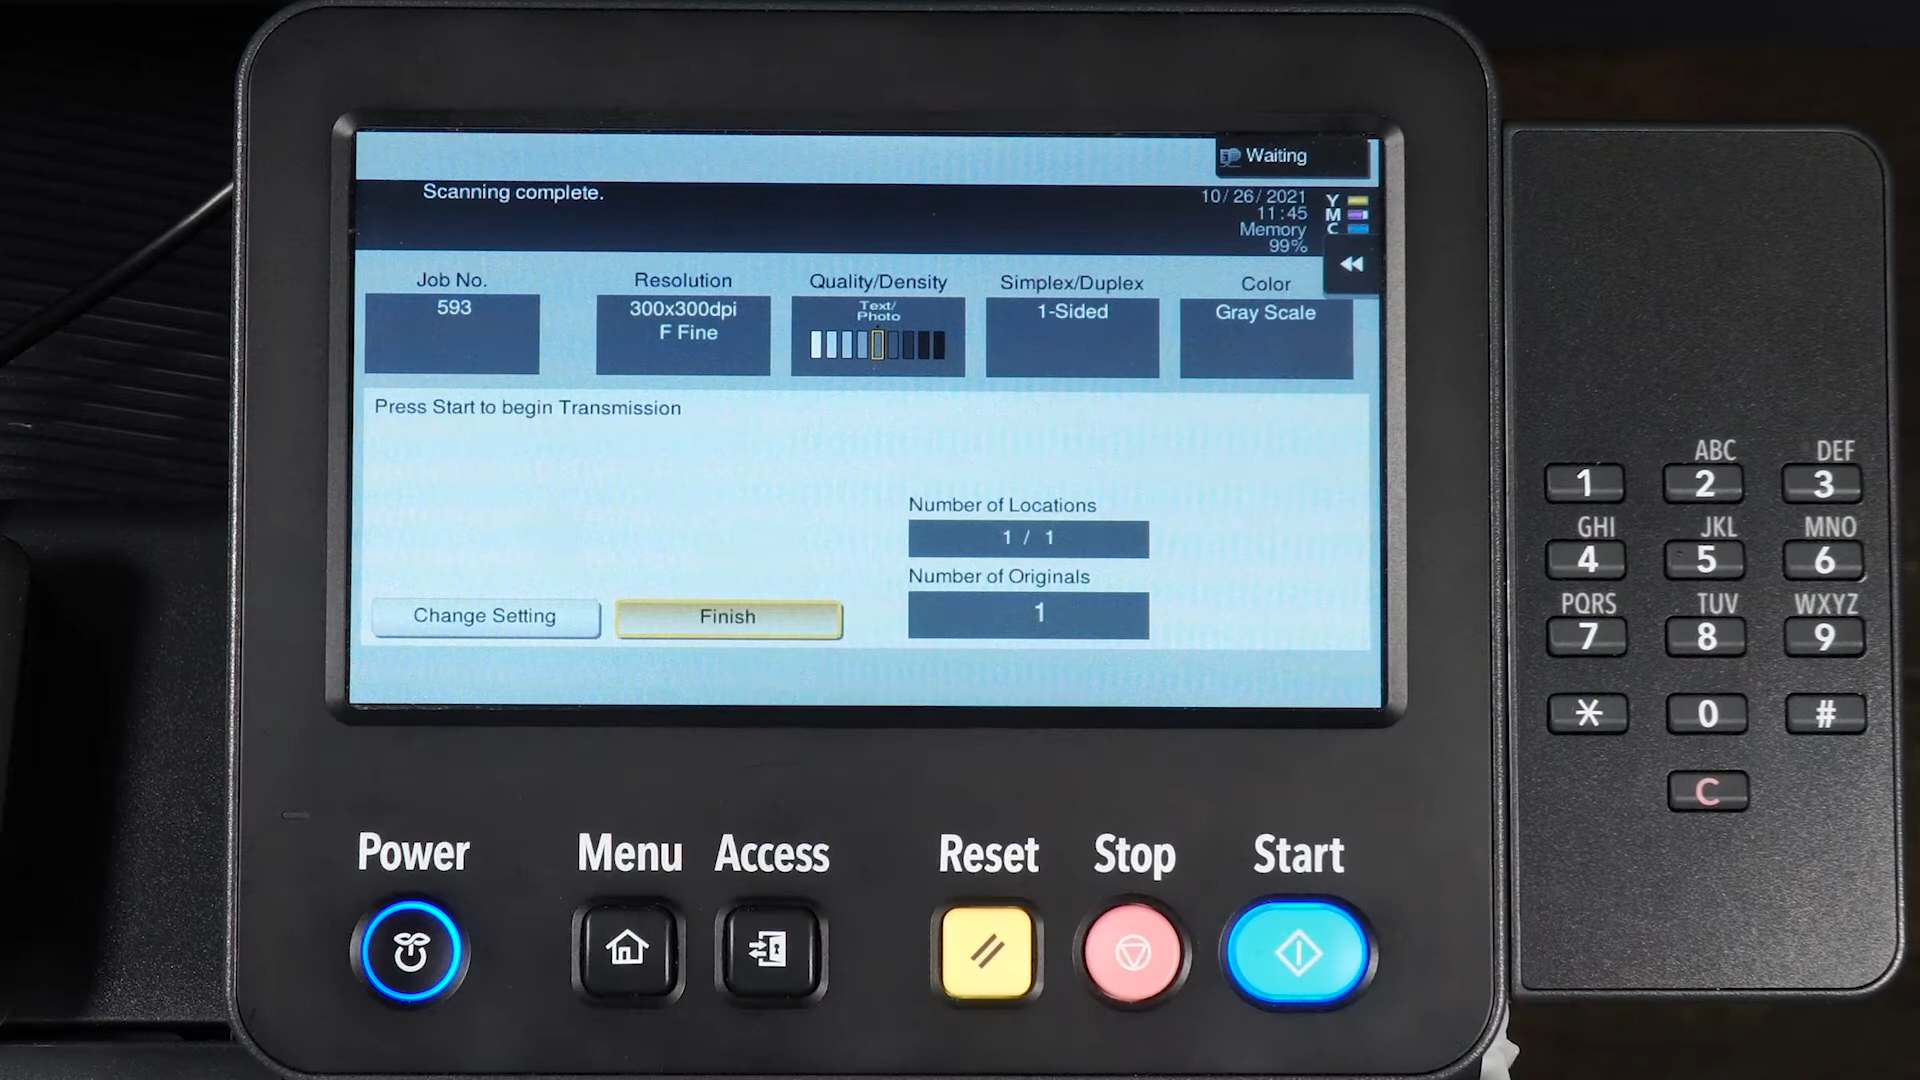 Waiting
Scanning complete.
10/26/2021
11:45
Memory
99%
Y
M
C
Job No.
593
Resolution
300x300dpi
F Fine
Quality/Density
Text/
Photo
Simplex/Duplex
1-Sided
Color
Gray Scale
Press Start to begin Transmission
Number of Locations
1 / 1
Number of Originals
1
Change Setting
Finish
ABC DEF
1 2 3
GHI JKL MNO
4 5 6
PQRS TUV WXYZ
7 8 9
* 0 #
C
Power Menu Access Reset Stop Start